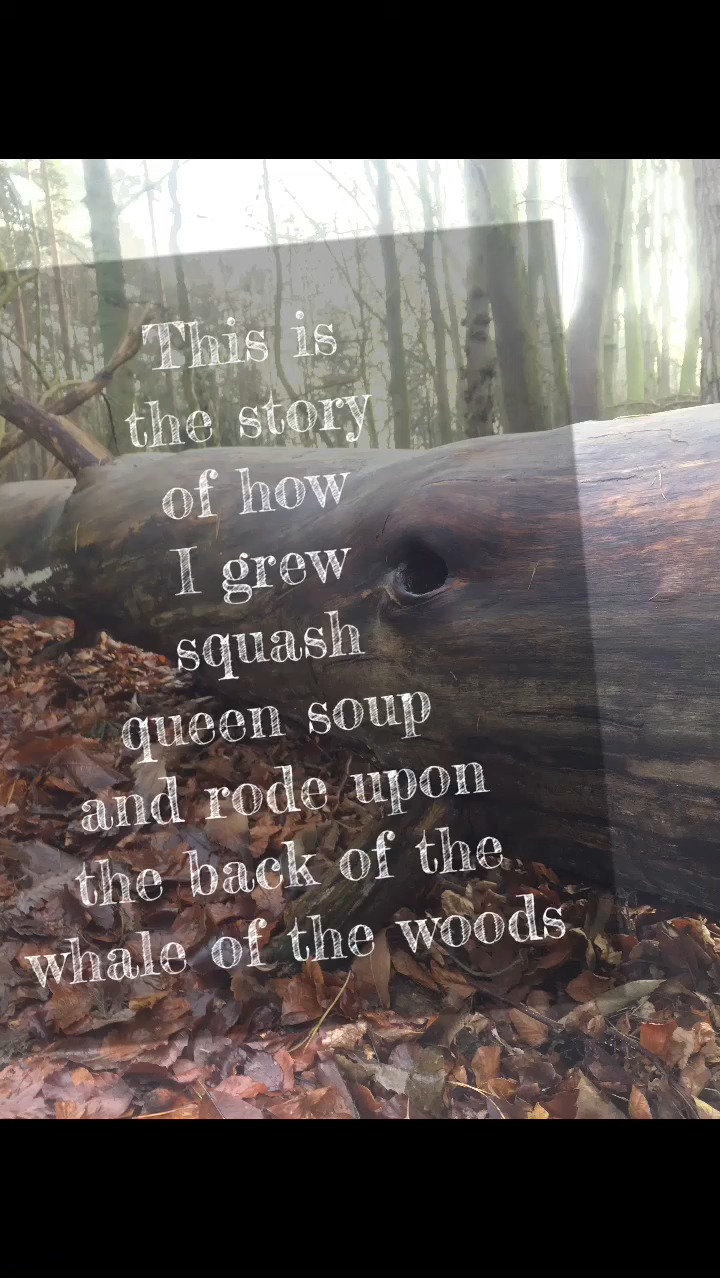 This is
the story
of how
I grew
squash
queen soup
and rode upon
the back of the
whale of the woods